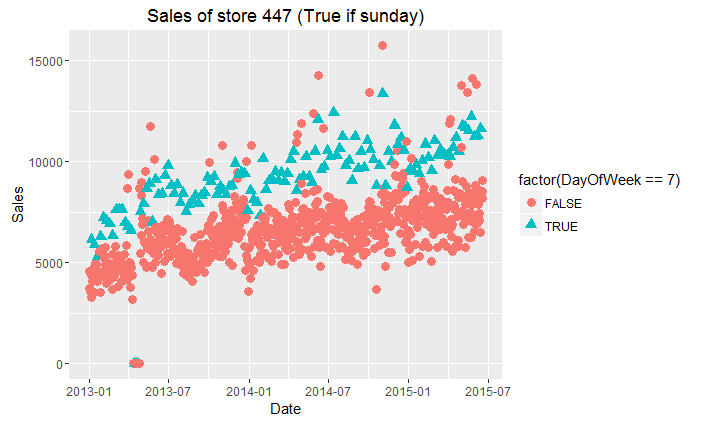 Sales of store 447 (True if sunday)
15000
10000
5000
0
Sales
2013-01 2013-07 2014-01 2014-07 2015-01 2015-07
Date
factor(DayOfWeek == 7)
FALSE
TRUE